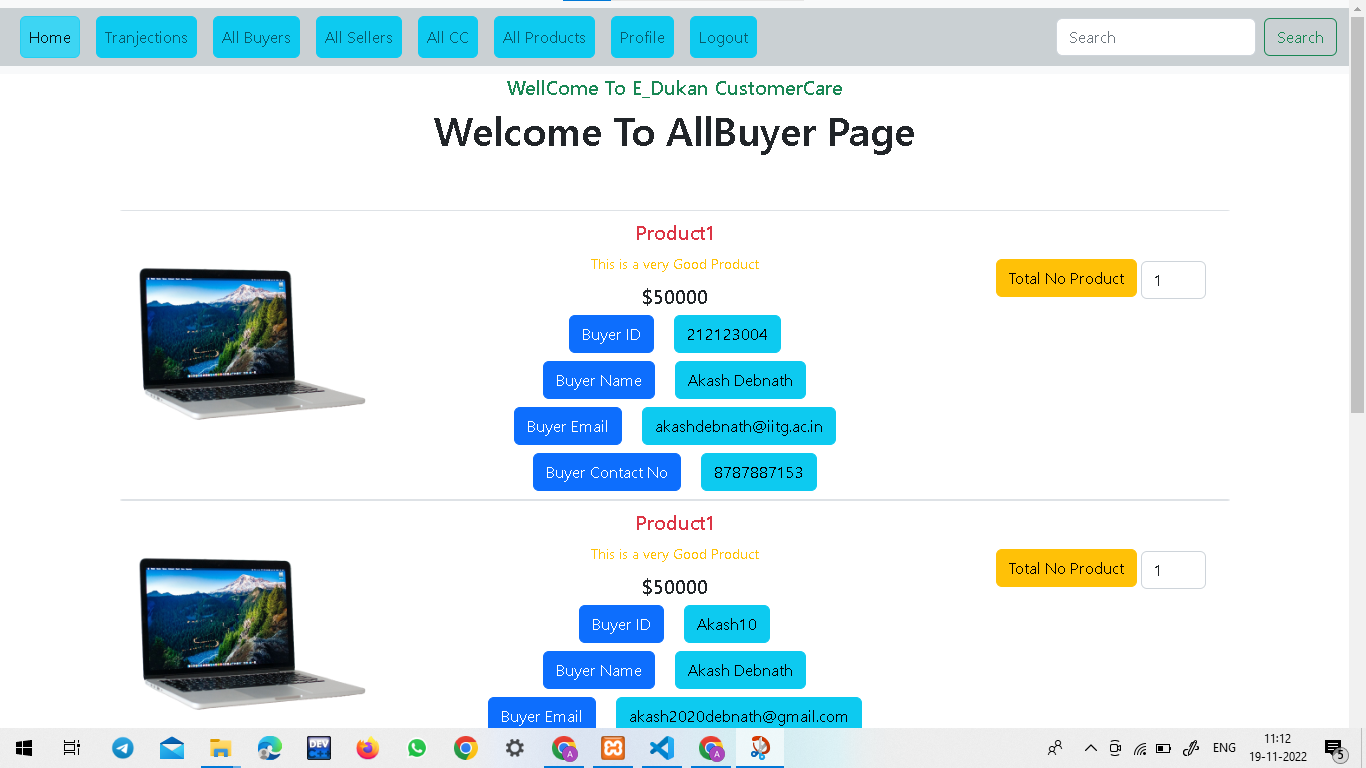 Home Tranjections All Buyers All Sellers All CC All Products Profile Logout Search Search
WellCome To E_Dukan CustomerCare
Welcome To AllBuyer Page
Product1
This is a very Good Product
Total No Product 1
$50000
Buyer ID 212123004
Buyer Name Akash Debnath
Buyer Email akashdebnath@iitg.ac.in
Buyer Contact No 8787887153
Product1
This is a very Good Product
Total No Product 1
$50000
Buyer ID Akash10
Buyer Name Akash Debnath
Buyer Email akash2020debnath@gmail.com
DEV
A
A
ENG
11:12
19-11-2022
5